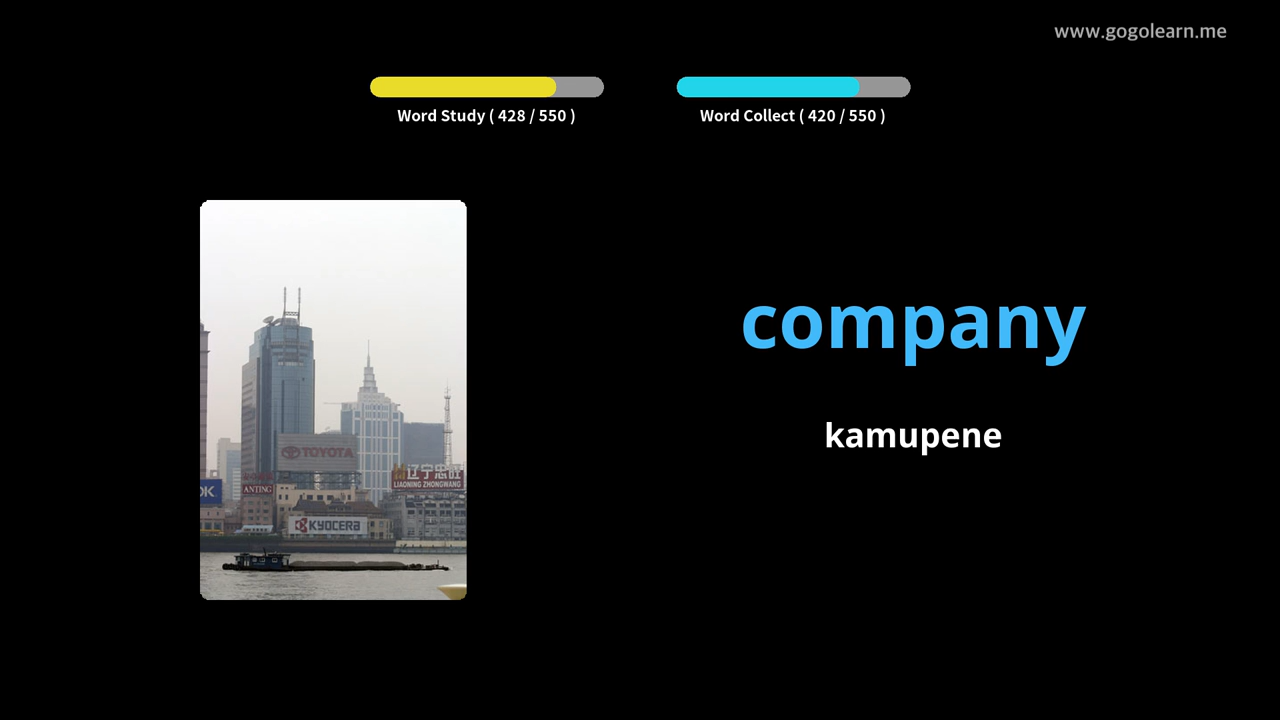 www.gogolearn.me
Word Study ( 428 / 550 )
Word Collect ( 420 / 550 )
company
kamupene
TOYOTA
辽宁忠旺
LIAONING ZHONGWANG
OK
ANTING
KYOCERA